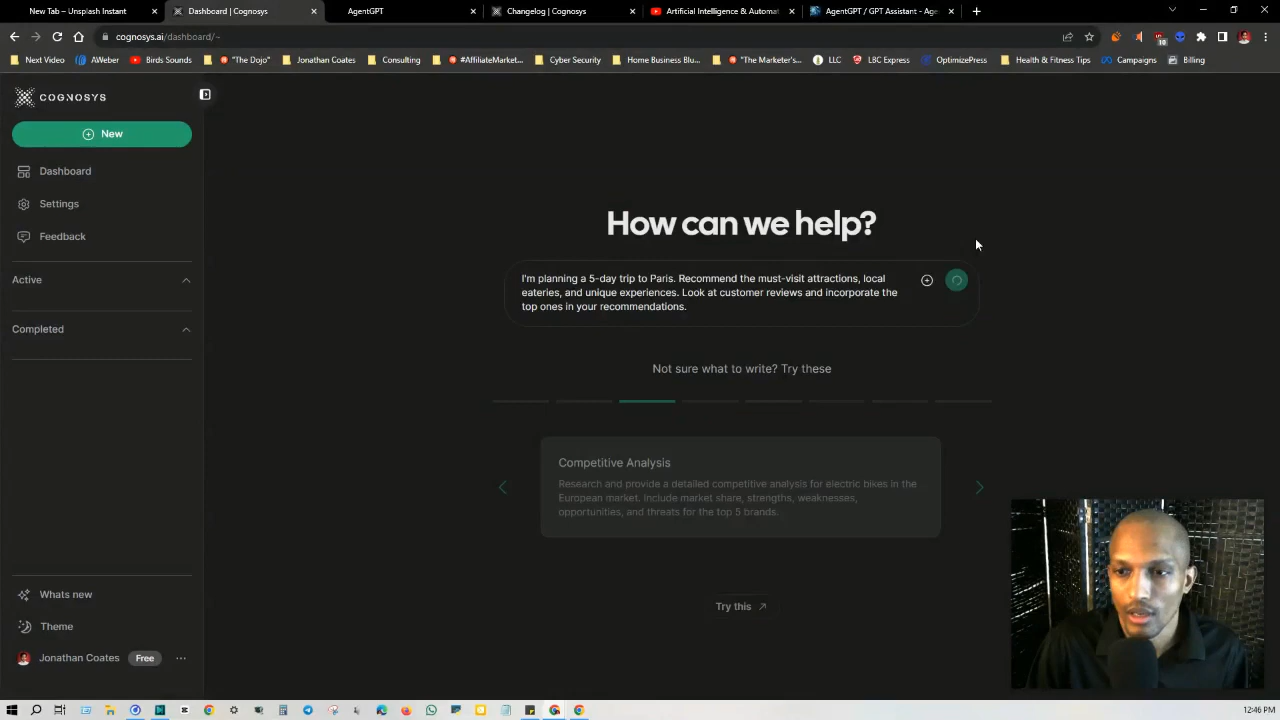 New Tab – Unsplash Instant
Dashboard | Cognosys
AgentGPT
Changelog | Cognosys
Artificial Intelligence & Automat
AgentGPT / GPT Assistant - Age
cognosys.ai/dashboard/~
10
Next Video
AWeber
Birds Sounds
"The Dojo"
Jonathan Coates
Consulting
#AffiliateMarket...
Cyber Security
Home Business Blu...
"The Marketer's...
LLC
LBC Express
OptimizePress
Health & Fitness Tips
Campaigns
Billing
COGNOSYS
New
Dashboard
Settings
Feedback
Active
Completed
How can we help?
I'm planning a 5-day trip to Paris. Recommend the must-visit attractions, local
eateries, and unique experiences. Look at customer reviews and incorporate the
top ones in your recommendations.
Not sure what to write? Try these
Competitive Analysis
Research and provide a detailed competitive analysis for electric bikes in the
European market. Include market share, strengths, weaknesses,
opportunities, and threats for the top 5 brands.
Try this
Whats new
Theme
Jonathan Coates Free
12:46 PM